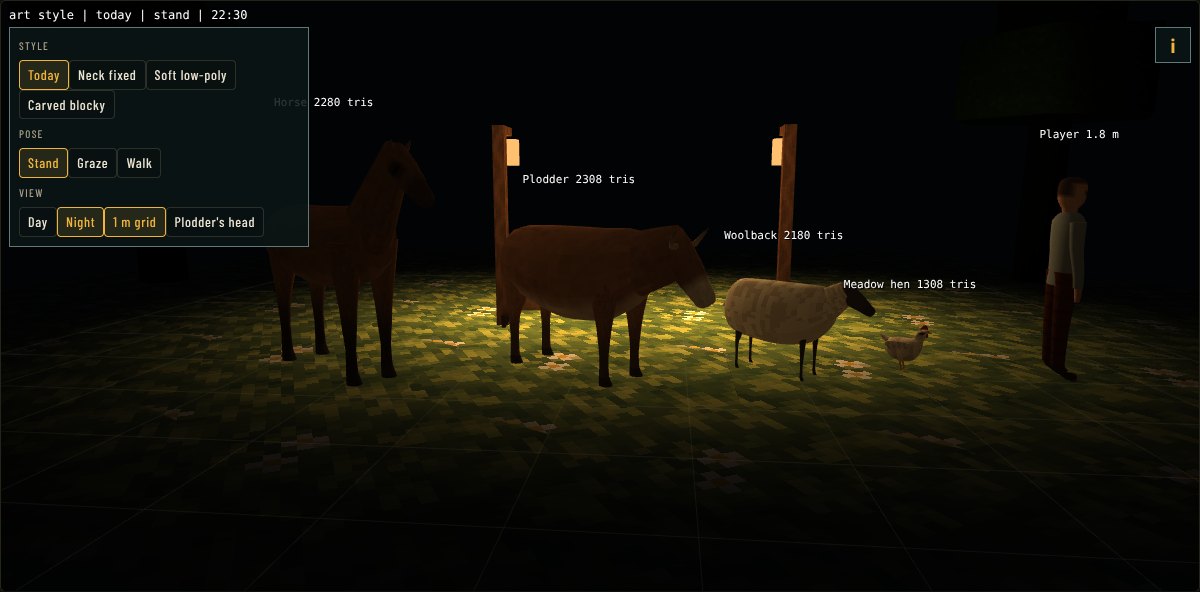 art style | today | stand | 22:30
STYLE
Today Neck fixed Soft low-poly
Carved blocky
POSE
Stand Graze Walk
VIEW
Day Night 1 m grid Plodder's head
i
Horse 2280 tris
Plodder 2308 tris
Woolback 2180 tris
Meadow hen 1308 tris
Player 1.8 m